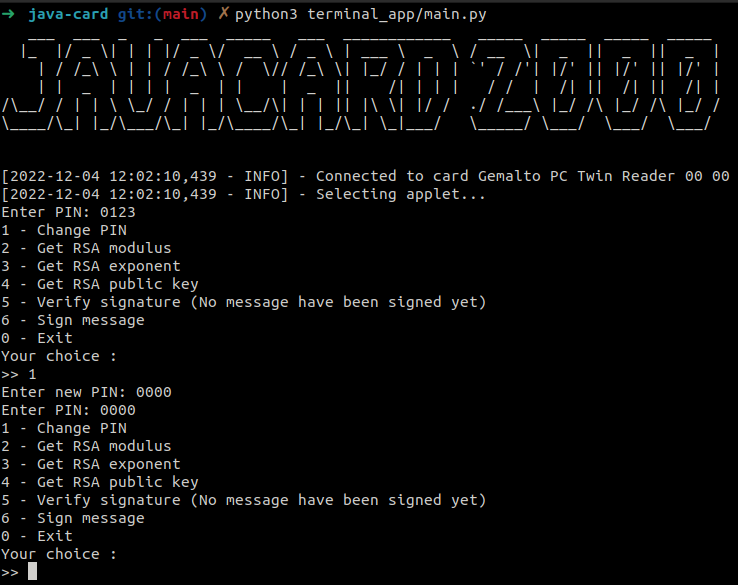 ➜ java-card git:(main) ✗ python3 terminal_app/main.py
JAVACARD2000
[2022-12-04 12:02:10,439 - INFO] - Connected to card Gemalto PC Twin Reader 00 00
[2022-12-04 12:02:10,439 - INFO] - Selecting applet...
Enter PIN: 0123
1 - Change PIN
2 - Get RSA modulus
3 - Get RSA exponent
4 - Get RSA public key
5 - Verify signature (No message have been signed yet)
6 - Sign message
0 - Exit
Your choice :
>> 1
Enter new PIN: 0000
Enter PIN: 0000
1 - Change PIN
2 - Get RSA modulus
3 - Get RSA exponent
4 - Get RSA public key
5 - Verify signature (No message have been signed yet)
6 - Sign message
0 - Exit
Your choice :
>>